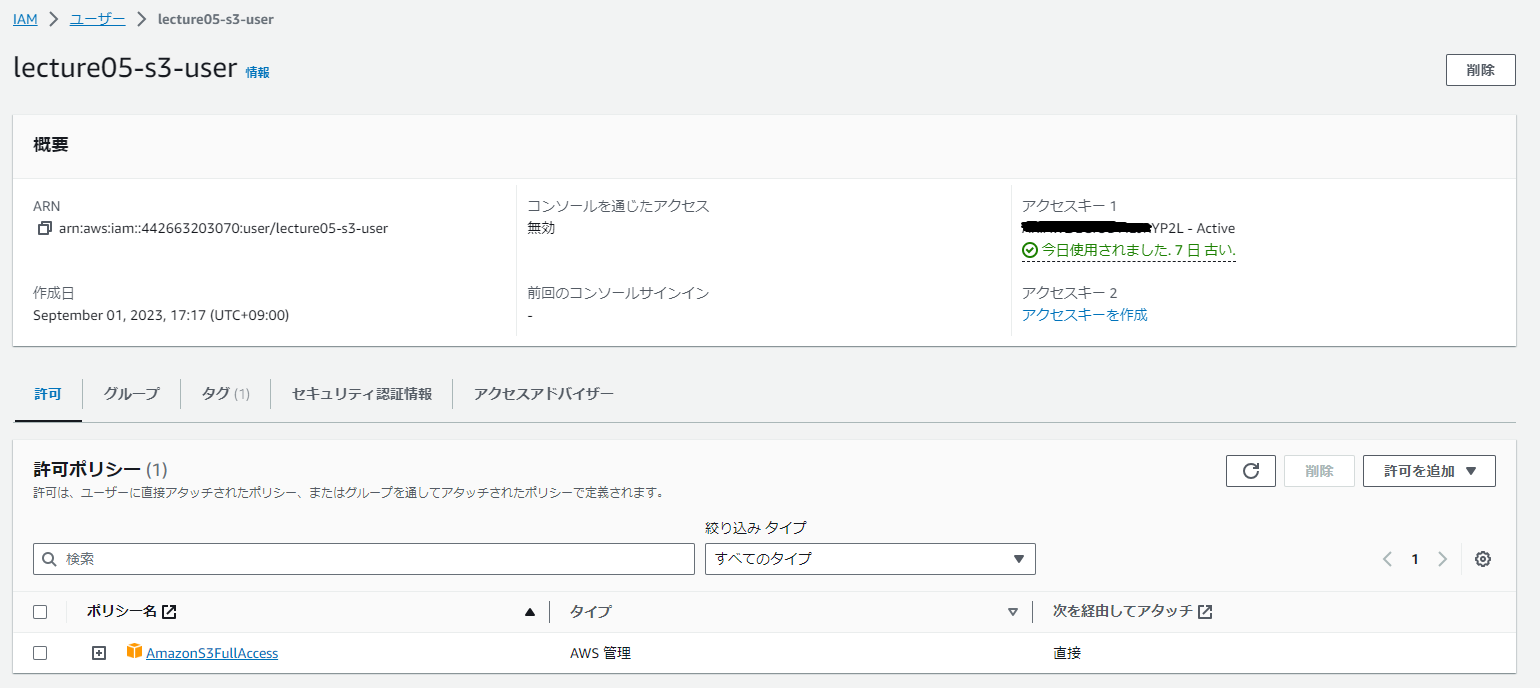 IAM > ユーザー > lecture05-s3-user
lecture05-s3-user 情報
削除
概要
ARN
arn:aws:iam::442663203070:user/lecture05-s3-user
作成日
September 01, 2023, 17:17 (UTC+09:00)
コンソールを通じたアクセス
無効
前回のコンソールサインイン
-
アクセスキー 1
YP2L - Active
今日使用されました. 7 日 古い.
アクセスキー 2
アクセスキーを作成
許可 グループ タグ (1) セキュリティ認証情報 アクセスアドバイザー
許可ポリシー (1)
許可は、ユーザーに直接アタッチされたポリシー、またはグループを通してアタッチされたポリシーで定義されます。
削除 許可を追加
絞り込み タイプ
検索 すべてのタイプ 1
ポリシー名 タイプ 次を経由してアタッチ
AmazonS3FullAccess AWS 管理 直接